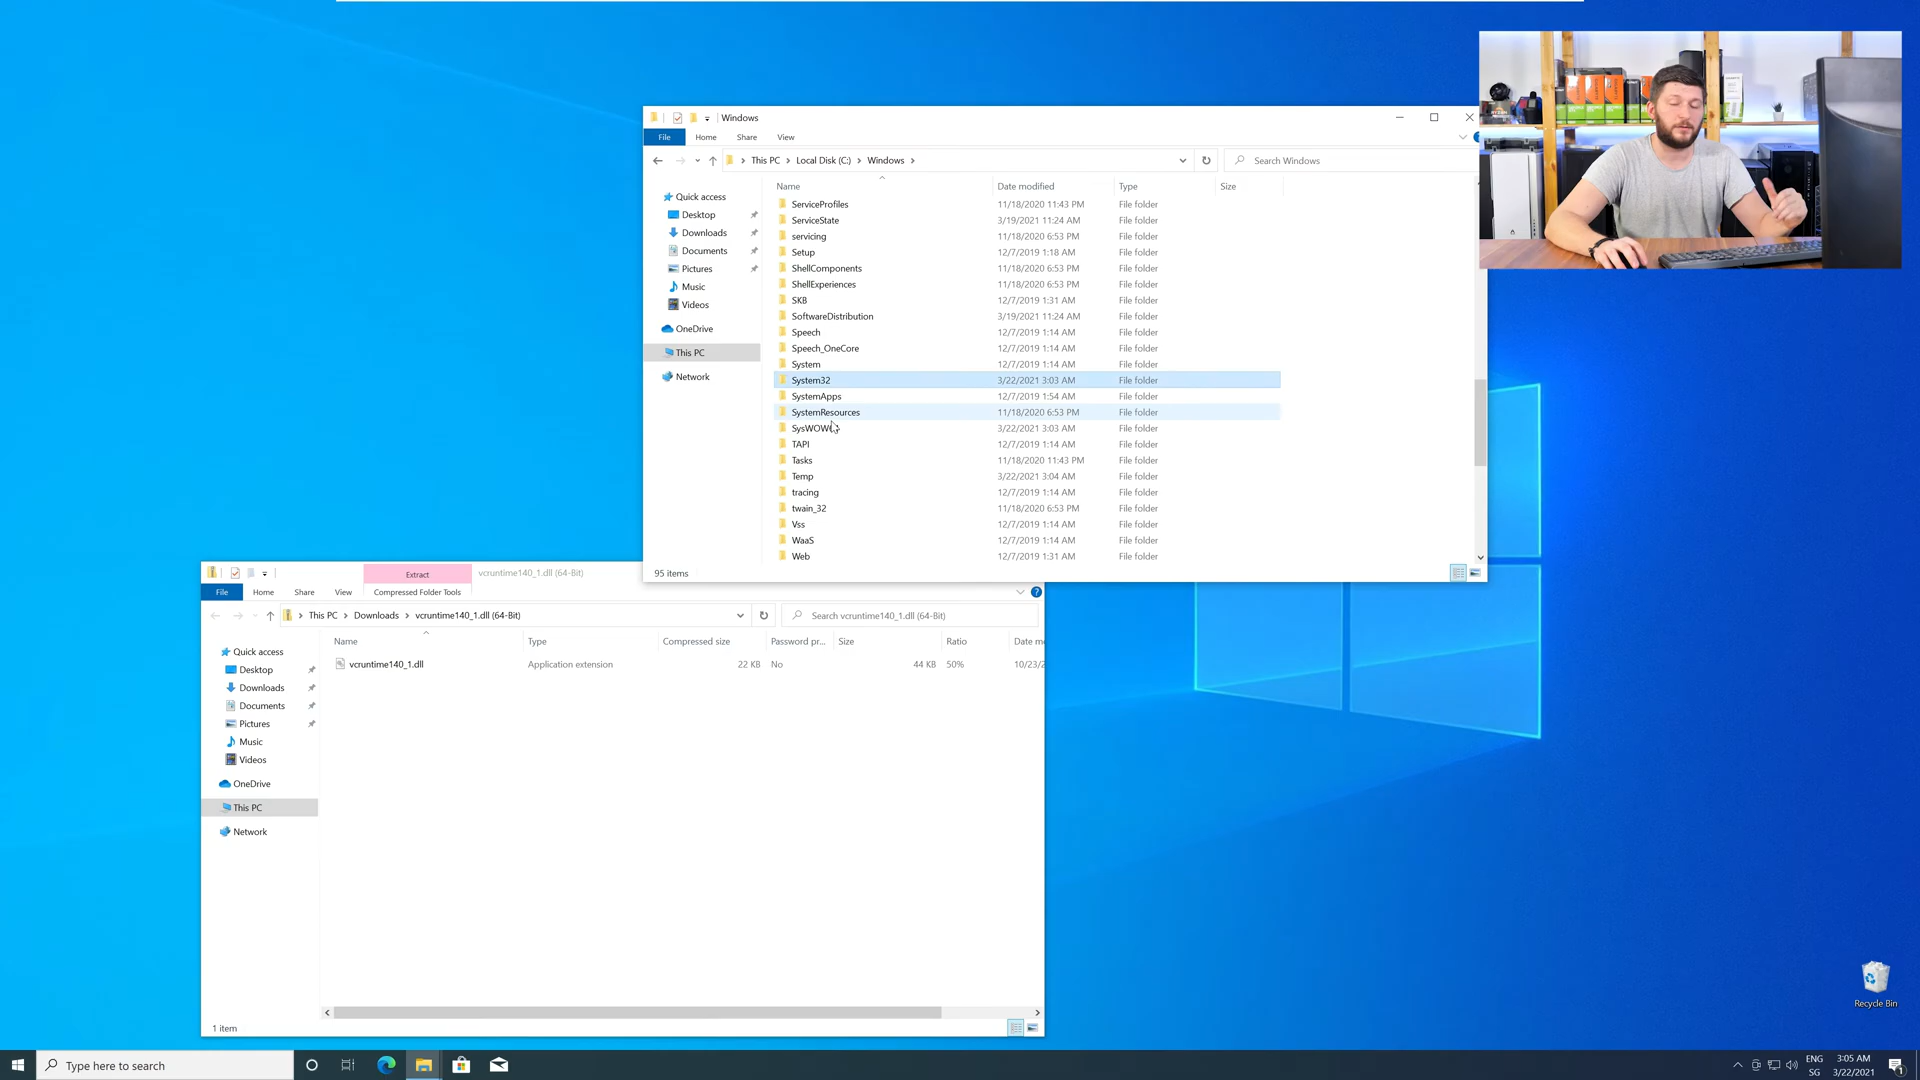 Windows
File Home Share View
This PC Local Disk (C:) Windows
Search Windows
Name Date modified Type Size
Quick access
Desktop
Downloads
Documents
Pictures
Music
Videos
OneDrive
This PC
Network
ServiceProfiles 11/18/2020 11:43 PM File folder
ServiceState 3/19/2021 11:24 AM File folder
servicing 11/18/2020 6:53 PM File folder
Setup 12/7/2019 1:18 AM File folder
ShellComponents 11/18/2020 6:53 PM File folder
ShellExperiences 11/18/2020 6:53 PM File folder
SKB 12/7/2019 1:31 AM File folder
SoftwareDistribution 3/19/2021 11:24 AM File folder
Speech 12/7/2019 1:14 AM File folder
Speech_OneCore 12/7/2019 1:14 AM File folder
System 12/7/2019 1:14 AM File folder
System32 3/22/2021 3:03 AM File folder
SystemApps 12/7/2019 1:54 AM File folder
SystemResources 11/18/2020 6:53 PM File folder
3/22/2021 3:03 AM File folder
TAPI 12/7/2019 1:14 AM File folder
Tasks 11/18/2020 11:43 PM File folder
Temp 3/22/2021 3:04 AM File folder
tracing 12/7/2019 1:14 AM File folder
twain_32 11/18/2020 6:53 PM File folder
Vss 12/7/2019 1:14 AM File folder
WaaS 12/7/2019 1:14 AM File folder
Web 12/7/2019 1:31 AM File folder
95 items
Extract vcruntime140_1.dll (64-Bit)
File Home Share View Compressed Folder Tools
This PC Downloads vcruntime140_1.dll (64-Bit)
Search vcruntime140_1.dll (64-Bit)
Name Type Compressed size Password pr... Size Ratio Date
Quick access
Desktop
Downloads
Documents
Pictures
Music
Videos
OneDrive
This PC
Network
vcruntime140_1.dll Application extension 22 KB No 44 KB 50% 10/23/2
1 item
Recycle Bin
Type here to search
ENG
SG
3:05 AM
3/22/2021
1